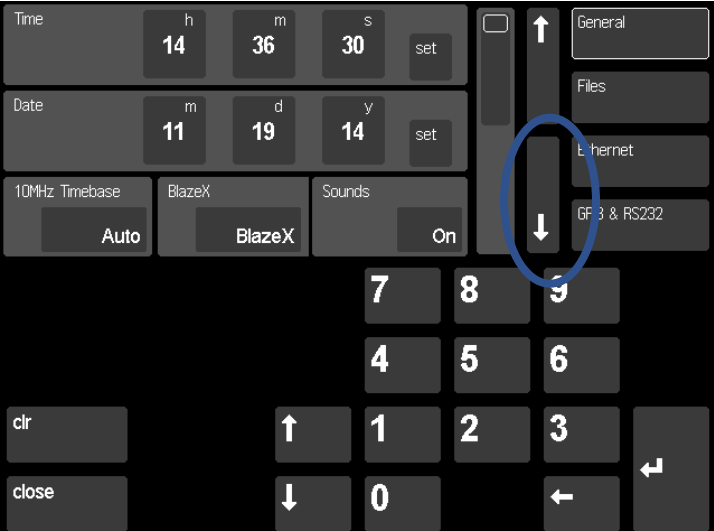 Time h m s
14 36 30 set
General
Files
Date m d y
11 19 14 set
Ethernet
10MHz Timebase BlazeX Sounds
Auto BlazeX On
GPIB & RS232
7 8 9
4 5 6
clr ↑ 1 2 3
close ↓ 0 ←